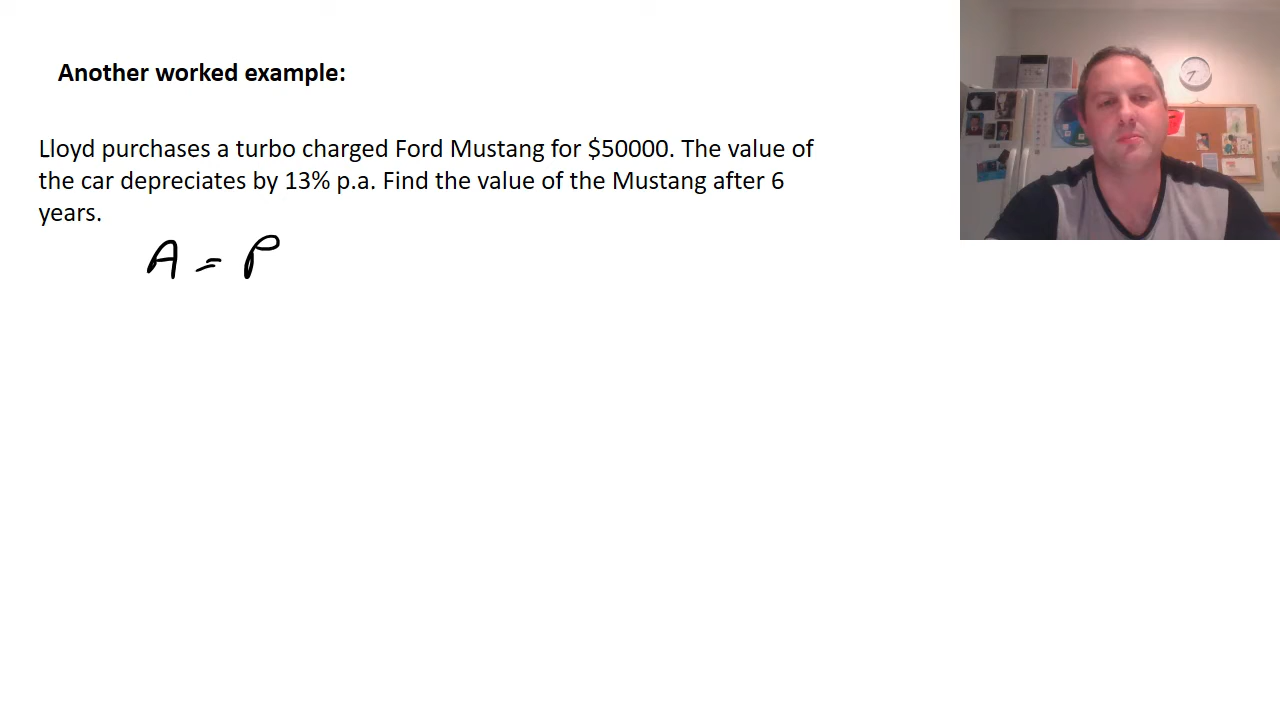 Another worked example:
Lloyd purchases a turbo charged Ford Mustang for $50000. The value of
the car depreciates by 13% p.a. Find the value of the Mustang after 6
years.
A = P